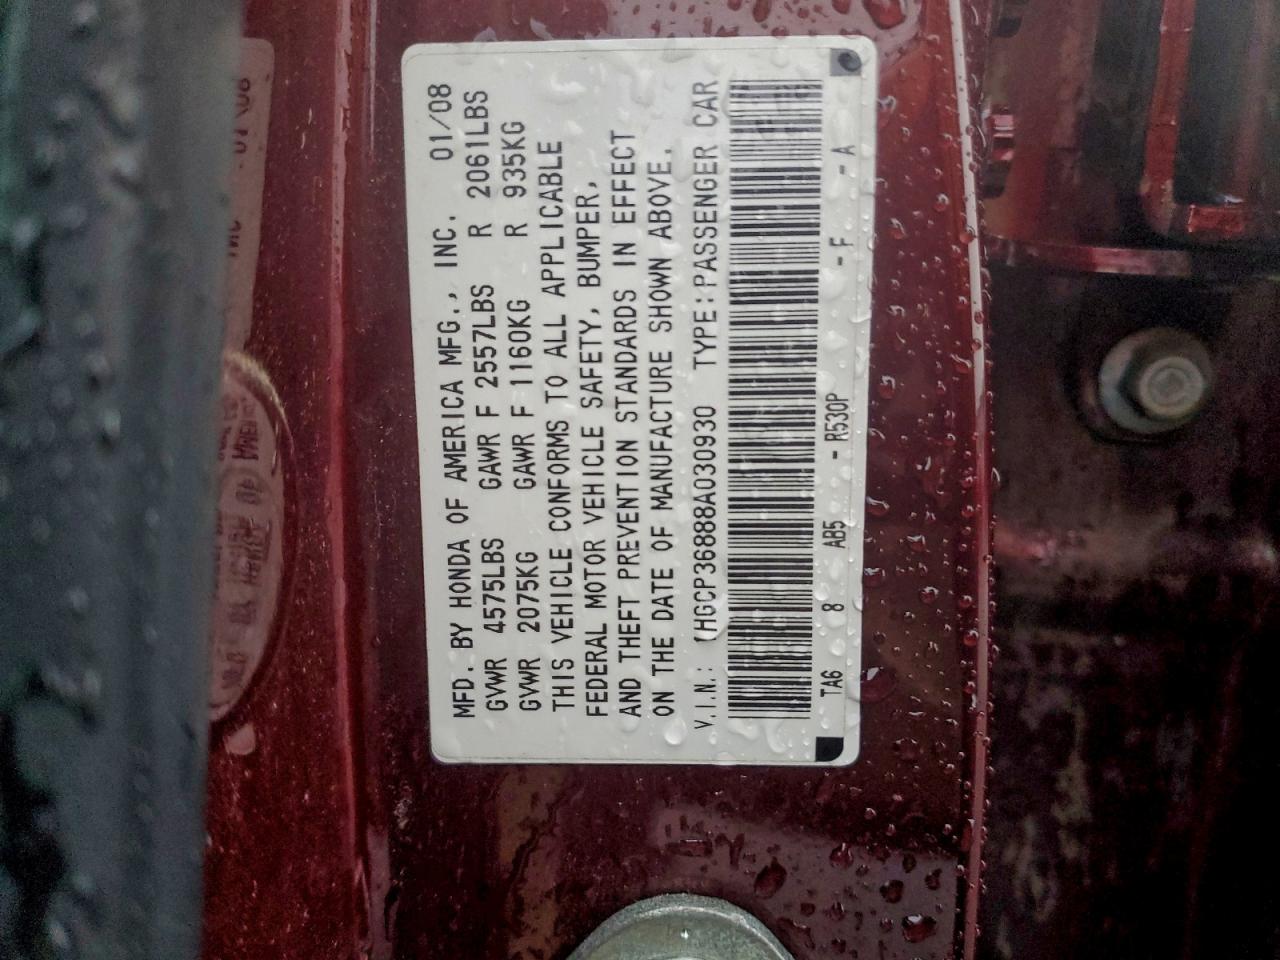 MFD. BY HONDA OF AMERICA MFG., INC. 01/08
GVWR 4575LBS GAWR F 2557LBS R 2061LBS
GVWR 2075KG GAWR F 1160KG R 935KG
THIS VEHICLE CONFORMS TO ALL APPLICABLE
FEDERAL MOTOR VEHICLE SAFETY, BUMPER,
AND THEFT PREVENTION STANDARDS IN EFFECT
ON THE DATE OF MANUFACTURE SHOWN ABOVE.
V.I.N.: 1HGCP36888A030930 TYPE:PASSENGER CAR
TA6 8 AB5 - R530P - F - A